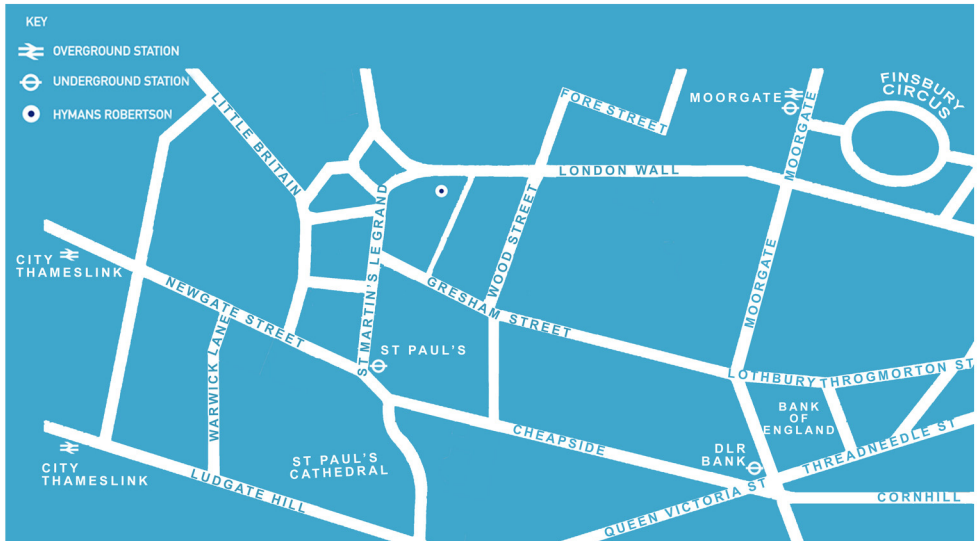 KEY
OVERGROUND STATION
UNDERGROUND STATION
HYMANS ROBERTSON
LITTLE BRITAIN
FORE STREET
MOORGATE
MOORGATE
FINSBURY
CIRCUS
LONDON WALL
ST MARTIN'S LE GRAND
WOOD STREET
MOORGATE
CITY
THAMESLINK
NEWGATE STREET
GRESHAM STREET
WARWICK LANE
ST PAUL'S
LOTHBURY
THROGMORTON ST
BANK
OF
ENGLAND
CHEAPSIDE
DLR
BANK
THREADNEEDLE ST
ST PAUL'S
CATHEDRAL
CITY
THAMESLINK
LUDGATE HILL
QUEEN VICTORIA ST
CORNHILL